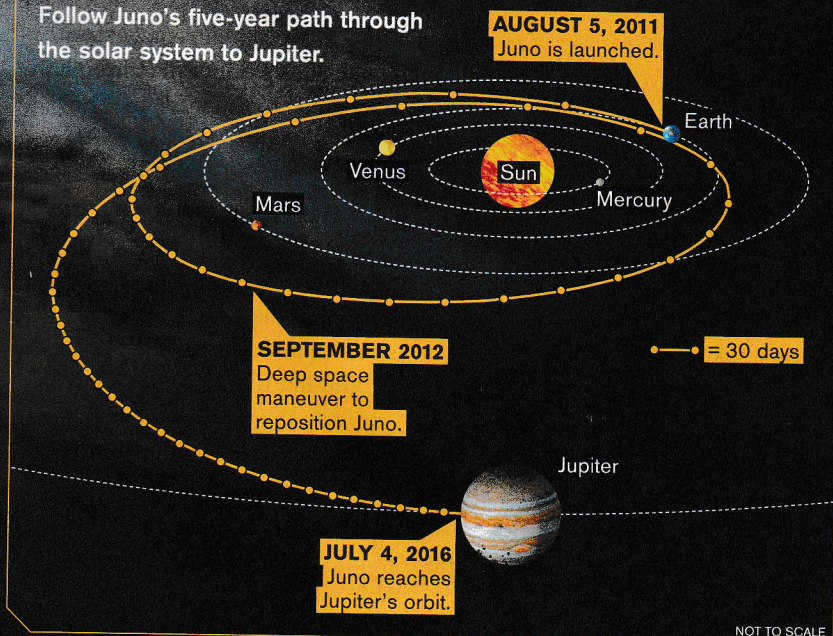 Follow Juno's five-year path through
the solar system to Jupiter.
AUGUST 5, 2011
Juno is launched.
Earth
Venus
Sun
Mercury
Mars
SEPTEMBER 2012
Deep space
maneuver to
reposition Juno.
= 30 days
Jupiter
JULY 4, 2016
Juno reaches
Jupiter's orbit.
NOT TO SCALE